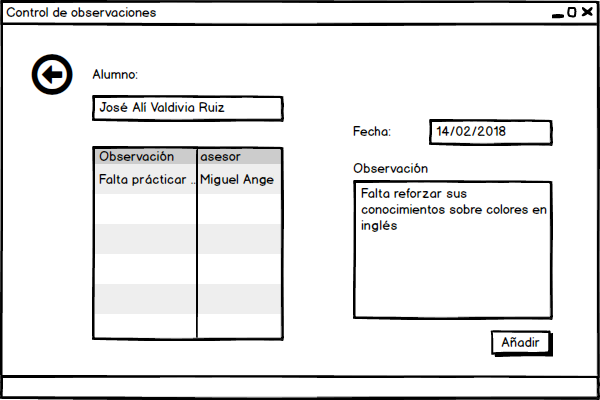 Control de observaciones
Alumno:
José Alí Valdivia Ruiz
Observación asesor
Falta prácticar .. Miguel Ange
Fecha: 14/02/2018
Observación
Falta reforzar sus
conocimientos sobre colores en
inglés
Añadir